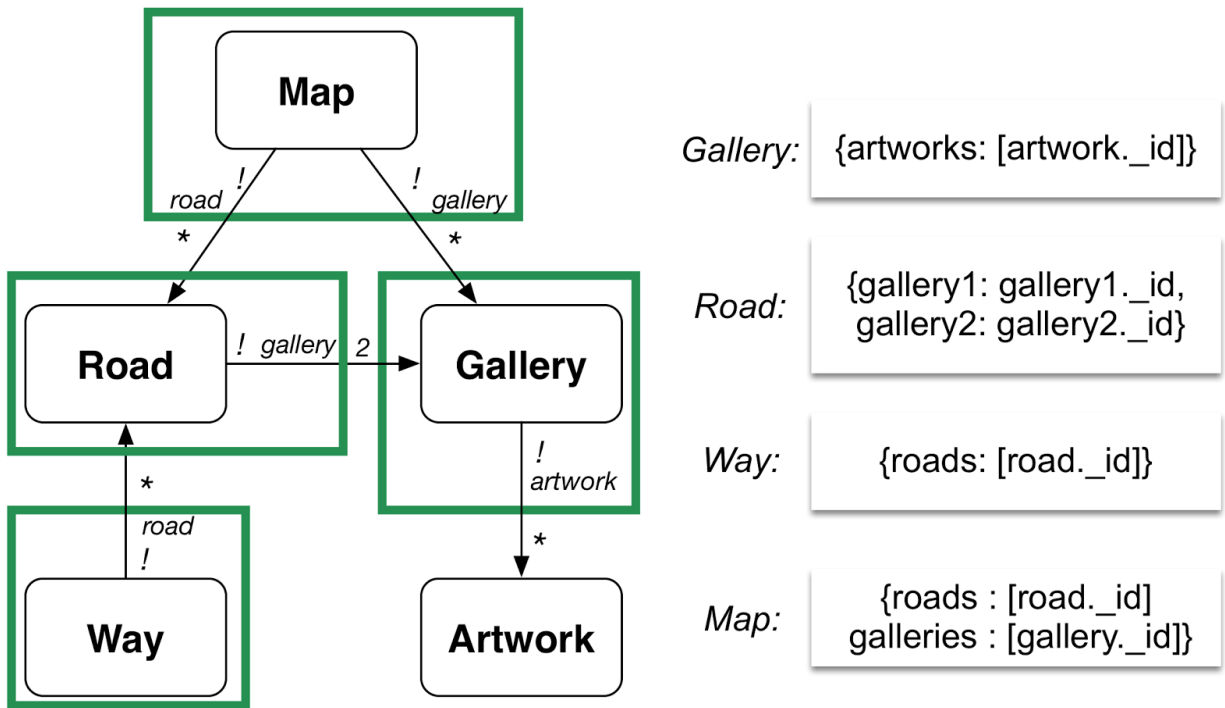 Map
!
!
road
gallery
*
*
Road
! gallery 2
Gallery
*
!
artwork
road
!
*
Way
Artwork
Gallery:
{artworks: [artwork._id]}
Road:
{gallery1: gallery1._id,
gallery2: gallery2._id}
Way:
{roads: [road._id]}
Map:
{roads : [road._id]
galleries : [gallery._id]}